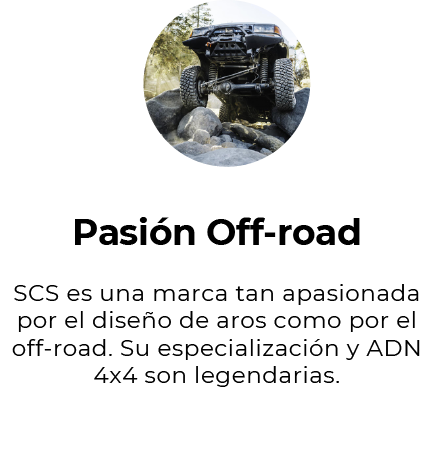 Pasión Off-road
SCS es una marca tan apasionada
por el diseño de aros como por el
off-road. Su especialización y ADN
4x4 son legendarias.